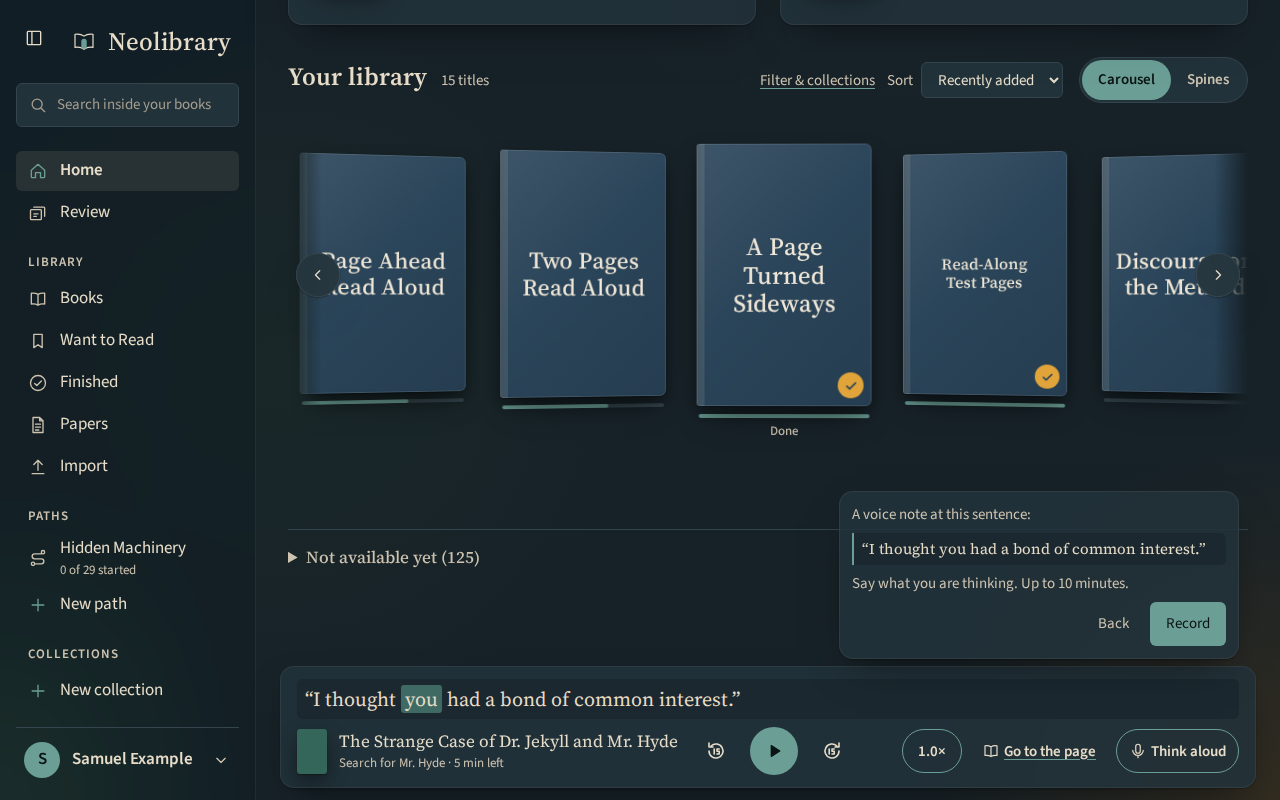 Neolibrary
Search inside your books
Home
Review
LIBRARY
Books
Want to Read
Finished
Papers
Import
PATHS
Hidden Machinery
0 of 29 started
New path
COLLECTIONS
New collection
S
Samuel Example
Your library
15 titles
Filter & collections
Sort
Recently added
Carousel
Spines
Page Ahead
Read Aloud
Two Pages
Read Aloud
A Page
Turned
Sideways
Done
Read-Along
Test Pages
the
Not available yet (125)
A voice note at this sentence:
“I thought you had a bond of common interest.”
Say what you are thinking. Up to 10 minutes.
Back
Record
“I thought you had a bond of common interest.”
The Strange Case of Dr. Jekyll and Mr. Hyde
Search for Mr. Hyde · 5 min left
15
15
1.0×
Go to the page
Think aloud